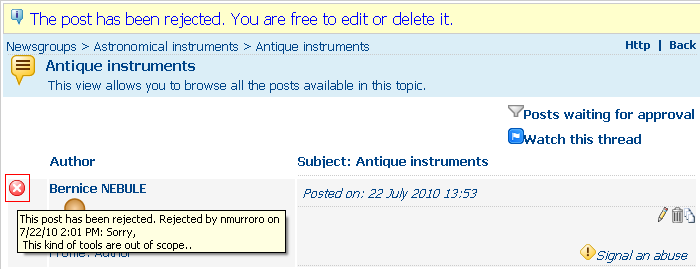 The post has been rejected. You are free to edit or delete it.
Newsgroups > Astronomical instruments > Antique instruments
Http | Back
Antique instruments
This view allows you to browse all the posts available in this topic.
Posts waiting for approval
Watch this thread
Author
Subject: Antique instruments
Bernice NEBULE
Posted on: 22 July 2010 13:53
This post has been rejected. Rejected by nmurroro on
7/22/10 2:01 PM: Sorry,
This kind of tools are out of scope..
Profile: Author
Signal an abuse